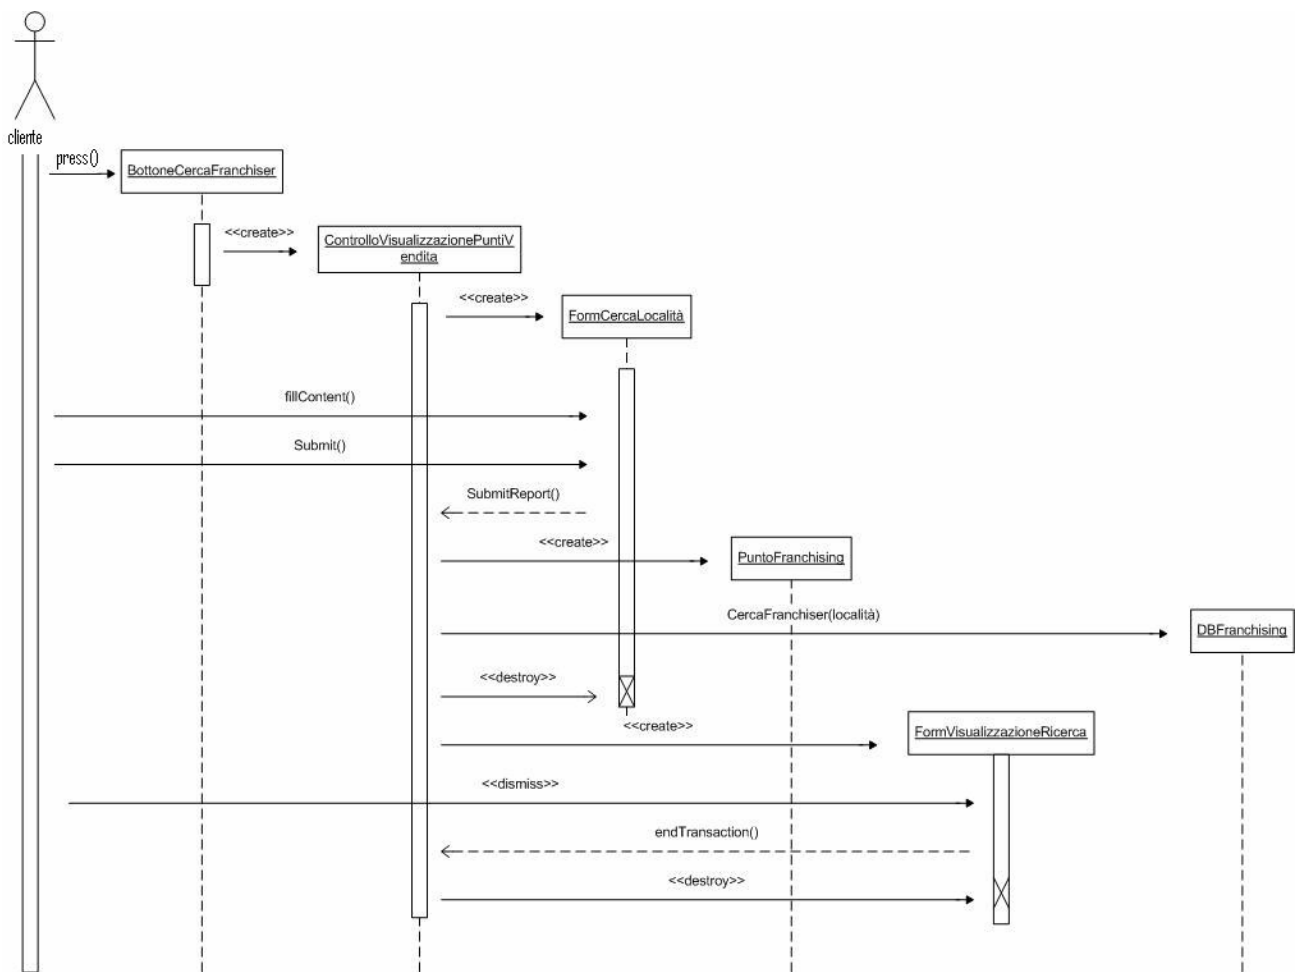 cliente
press()
BottoneCercaFranchiser
<<create>>
ControlloVisualizzazionePuntiV
endita
<<create>>
FormCercaLocalità
fillContent()
Submit()
SubmitReport()
<<create>>
PuntoFranchising
CercaFranchiser(località)
DBFranchising
<<destroy>>
<<create>>
FormVisualizzazioneRicerca
<<dismiss>>
endTransaction()
<<destroy>>